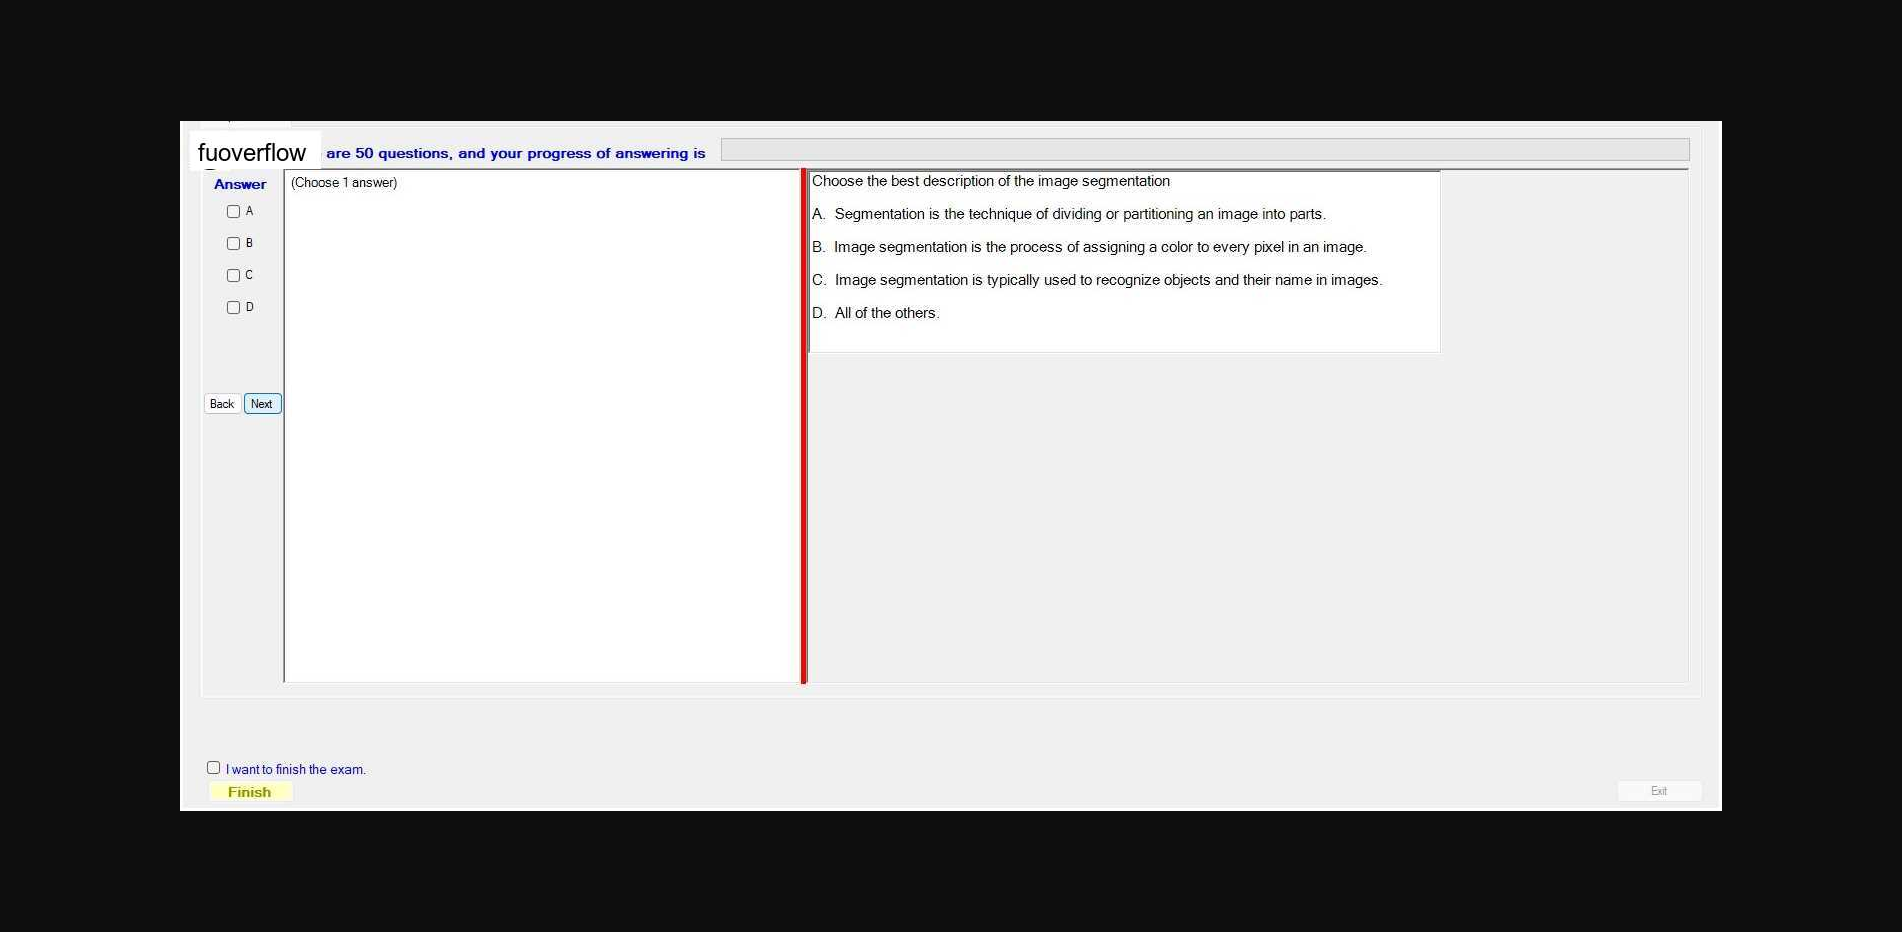 fuoverflow are 50 questions, and your progress of answering is
Answer
A
B
C
D
Back Next
(Choose 1 answer)
Choose the best description of the image segmentation
A. Segmentation is the technique of dividing or partitioning an image into parts.
B. Image segmentation is the process of assigning a color to every pixel in an image.
C. Image segmentation is typically used to recognize objects and their name in images.
D. All of the others.
I want to finish the exam.
Finish
Exit